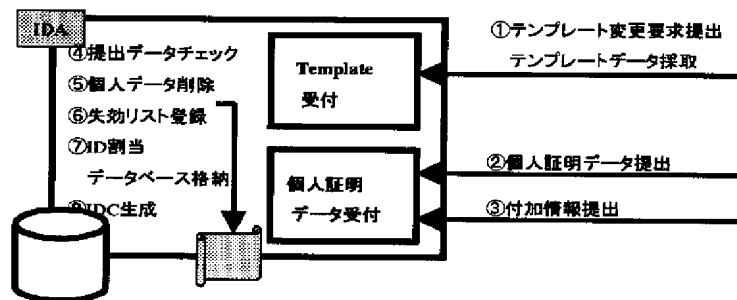 IDA
④提出データチェック
⑤個人データ削除
⑥失効リスト登録
⑦ID割当
データベース格納
⑧IDC生成
Template
受付
個人証明
データ受付
①テンプレート変更要求提出
テンプレートデータ採取
②個人証明データ提出
③付加情報提出